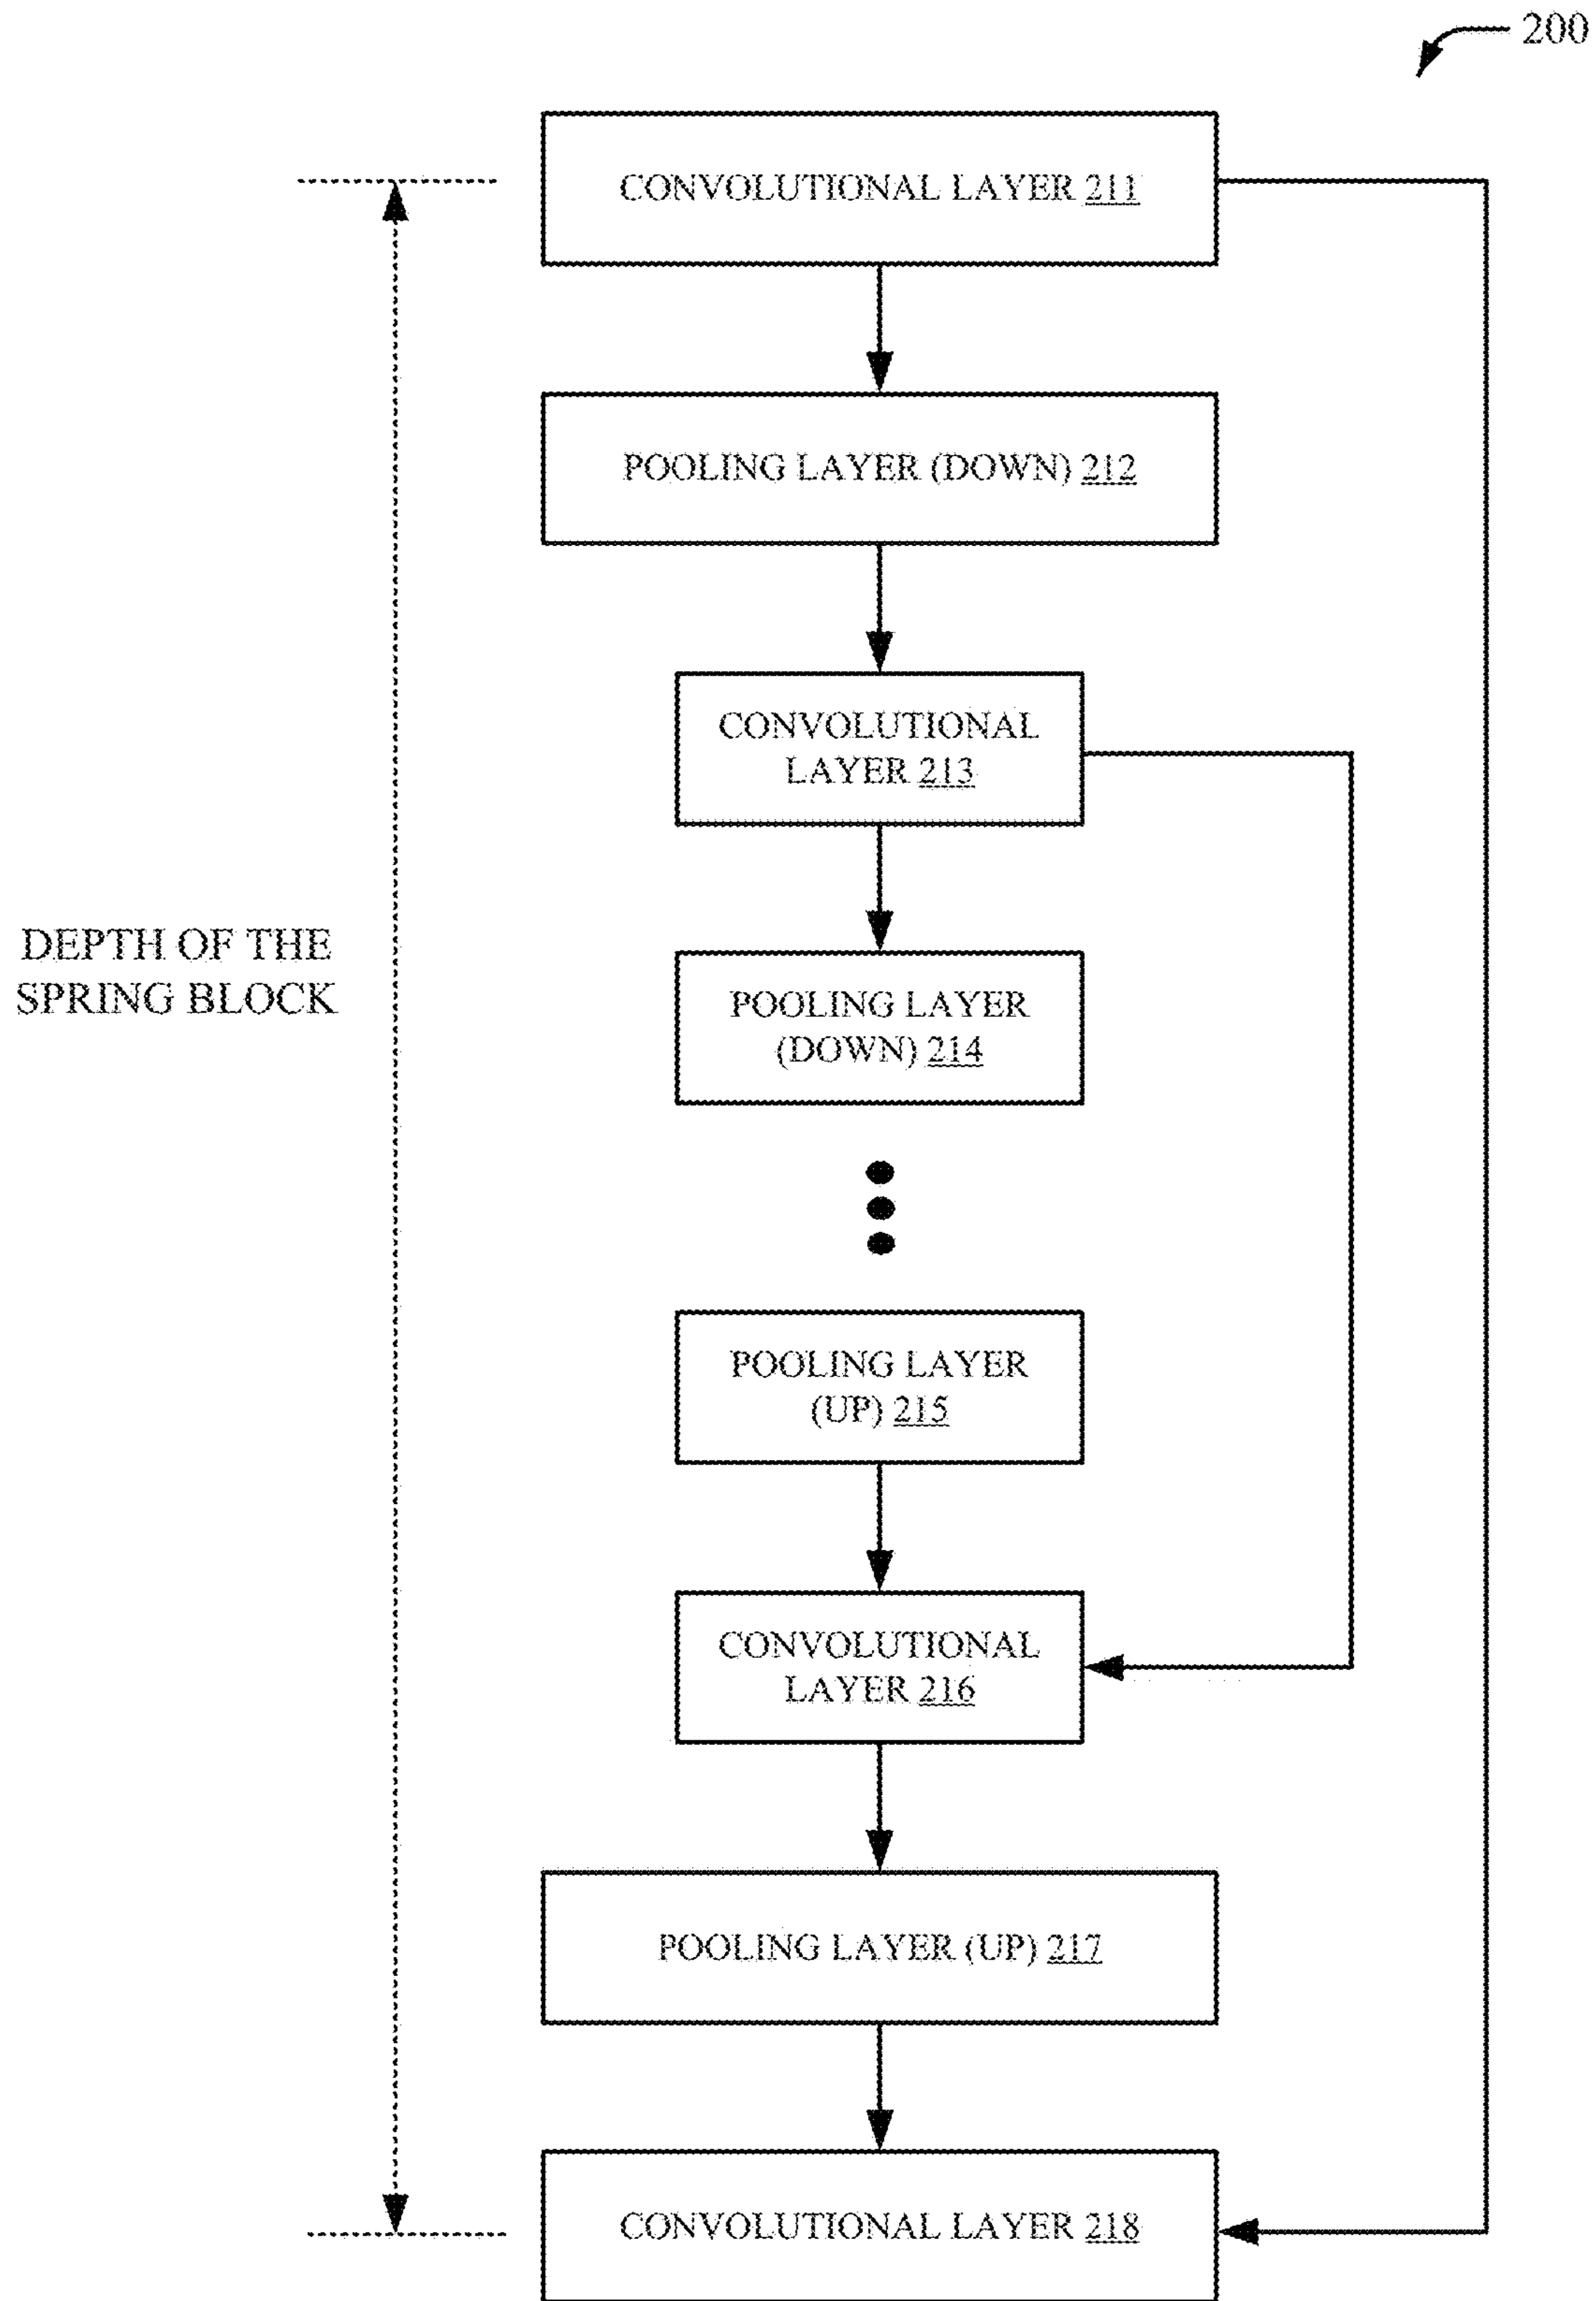 200
CONVOLUTIONAL LAYER 211
POOLING LAYER (DOWN) 212
CONVOLUTIONAL
LAYER 213
DEPTH OF THE
SPRING BLOCK
POOLING LAYER
(DOWN) 214
POOLING LAYER
(UP) 215
CONVOLUTIONAL
LAYER 216
POOLING LAYER (UP) 217
CONVOLUTIONAL LAYER 218